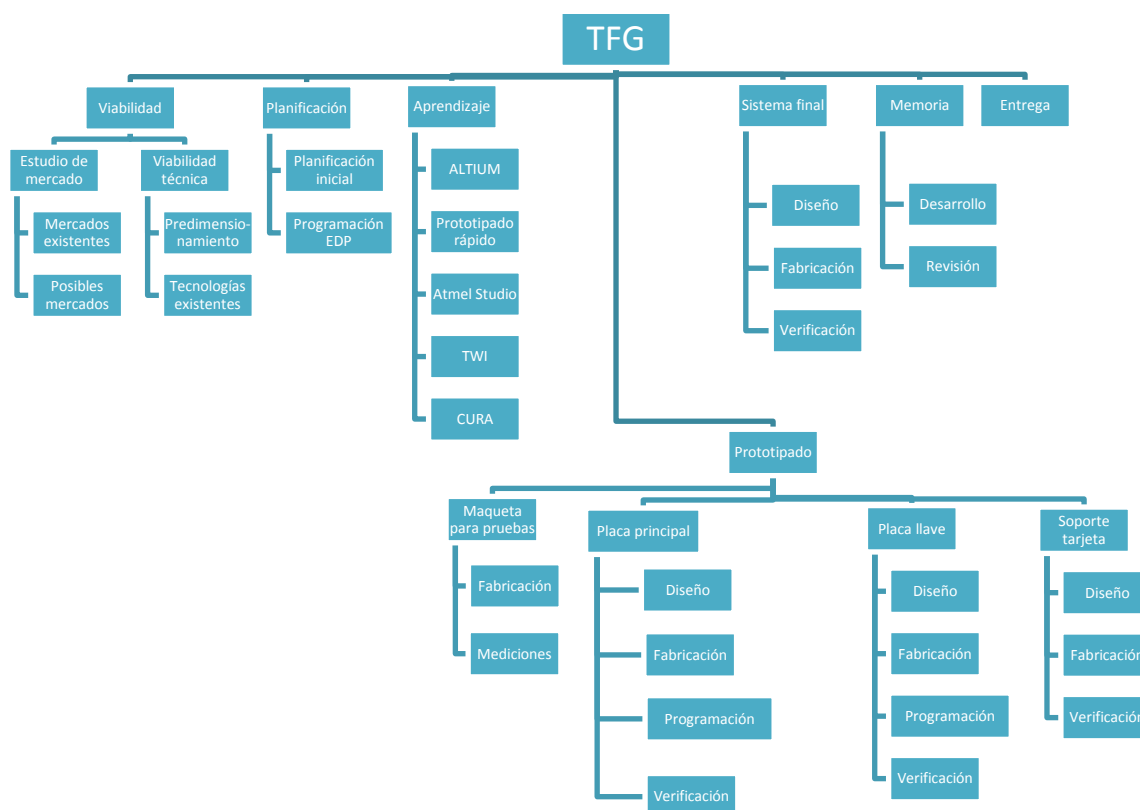 TFG
Viabilidad
Estudio de
mercado
Mercados
existentes
Posibles
mercados
Viabilidad
técnica
Predimensio-
namiento
Tecnologías
existentes
Planificación
Planificación
inicial
Programación
EDP
Aprendizaje
ALTIUM
Prototipado
rápido
Atmel Studio
TWI
CURA
Sistema final
Diseño
Fabricación
Verificación
Memoria
Desarrollo
Revisión
Entrega
Prototipado
Maqueta
para pruebas
Fabricación
Mediciones
Placa principal
Diseño
Fabricación
Programación
Verificación
Placa llave
Diseño
Fabricación
Programación
Verificación
Soporte
tarjeta
Diseño
Fabricación
Verificación